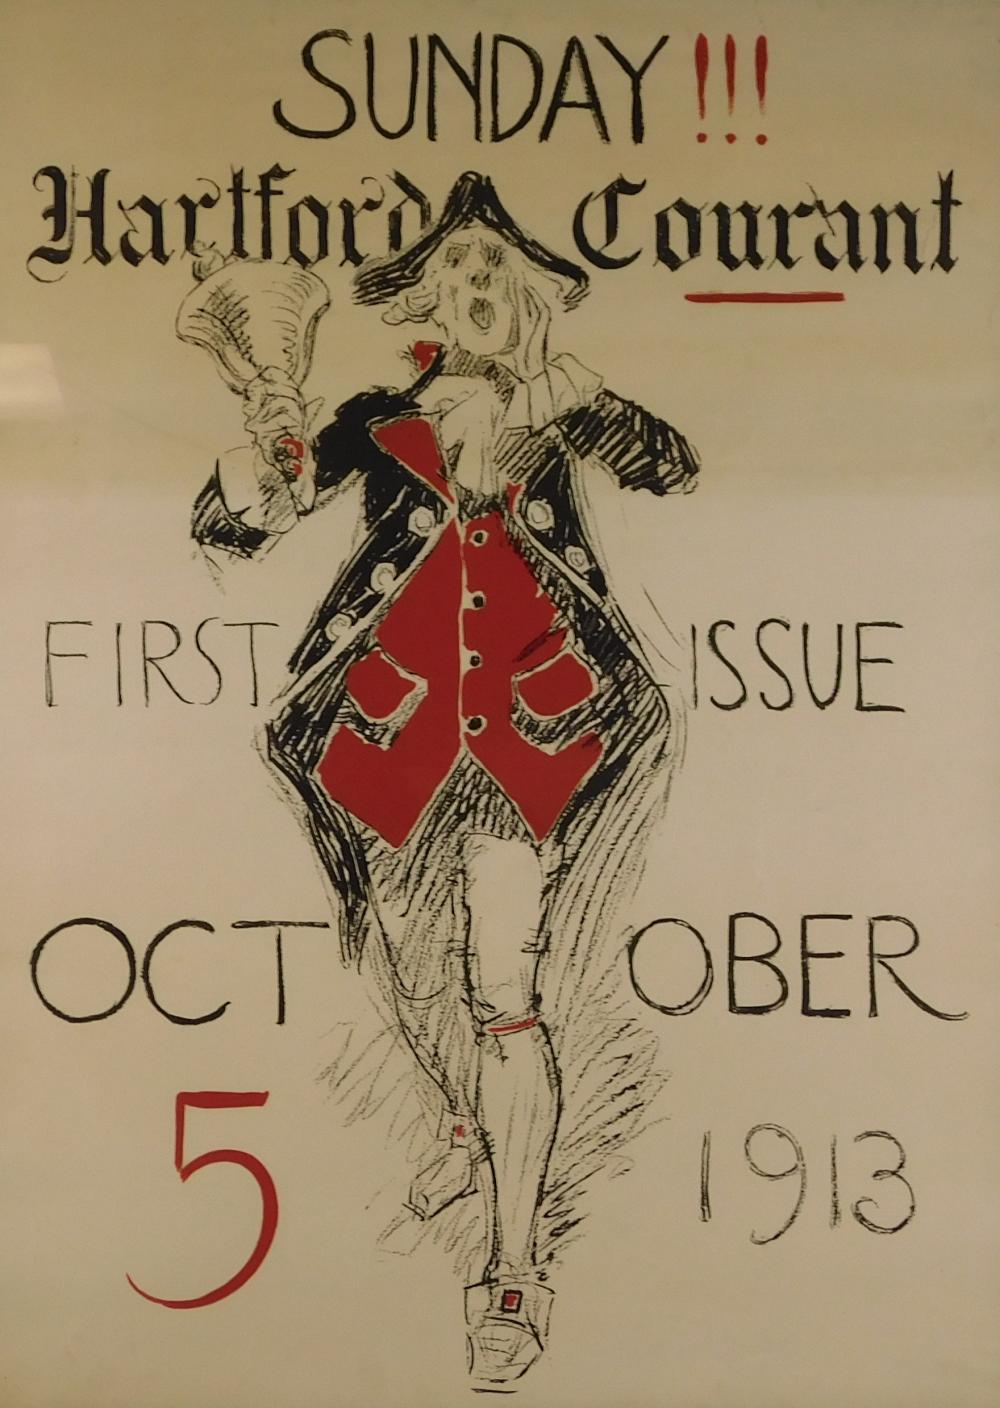 SUNDAY!!!
Hartford Courant
FIRST ISSUE
OCTOBER
5 1913